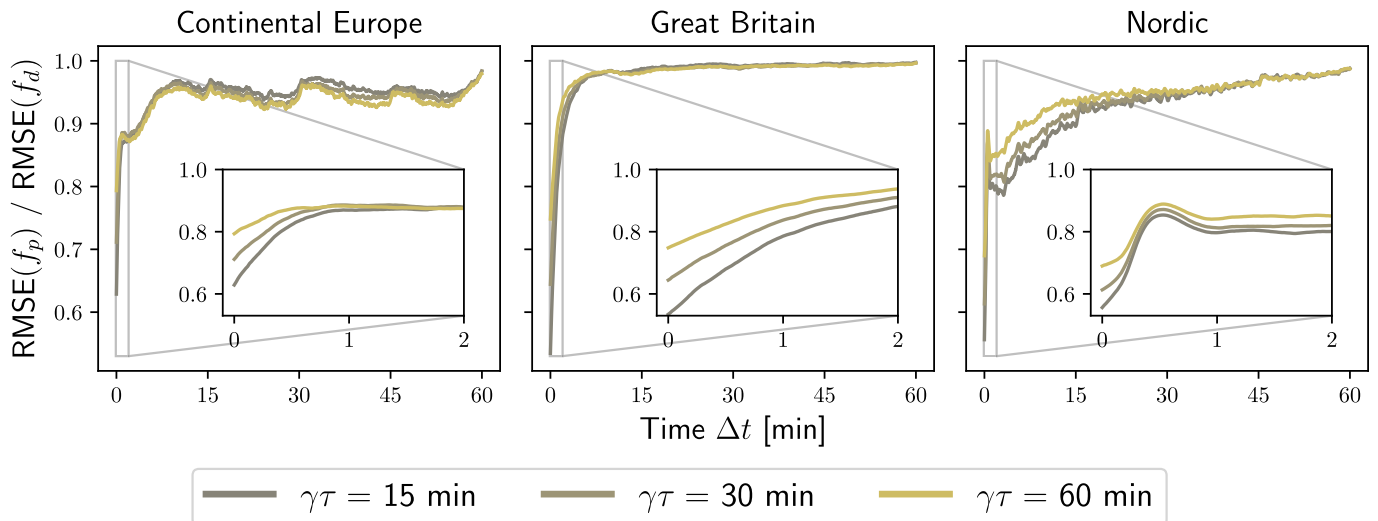 Continental Europe Great Britain Nordic
RMSE(f_p) / RMSE(f_d)
1.0
0.9
0.8
0.7
0.6
1.0 1.0 1.0
0.8 0.8 0.8
0.6 0.6 0.6
0 1 2 0 1 2 0 1 2
0 15 30 45 60 0 15 30 45 60 0 15 30 45 60
Time Δt [min]
γτ = 15 min γτ = 30 min γτ = 60 min